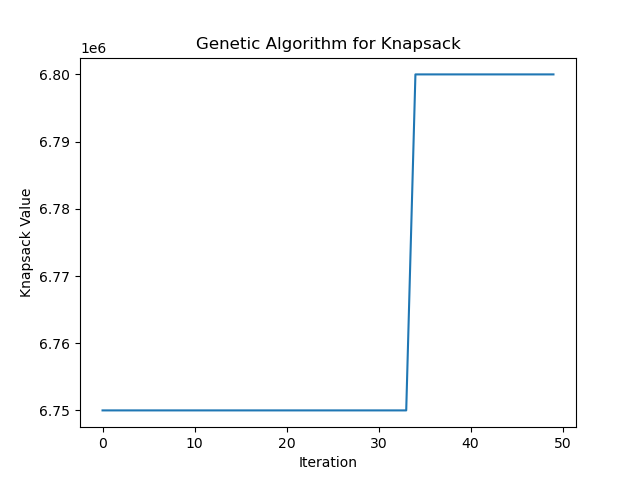 Genetic Algorithm for Knapsack
1e6
6.80
6.79
6.78
6.77
6.76
6.75
Knapsack Value
0 10 20 30 40 50
Iteration